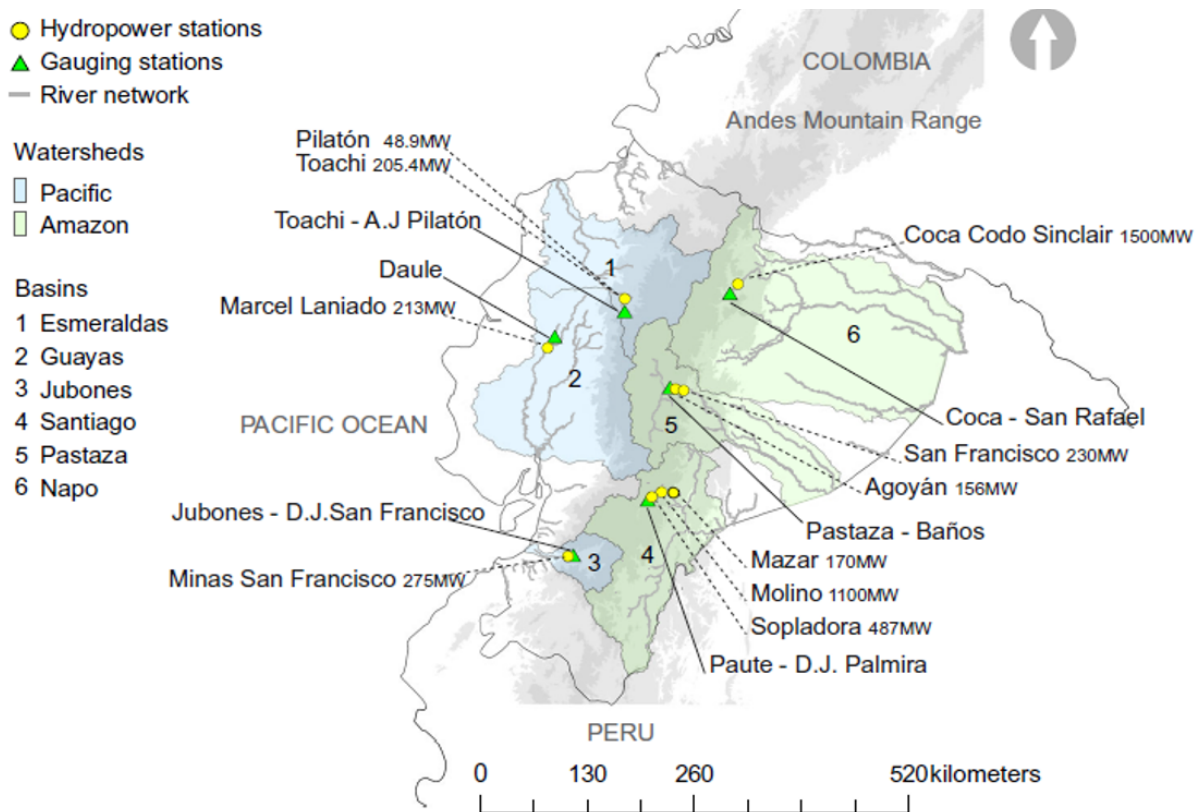 Hydropower stations
Gauging stations
River network
Watersheds
Pacific
Amazon
Basins
1 Esmeraldas
2 Guayas
3 Jubones
4 Santiago
5 Pastaza
6 Napo
COLOMBIA
Andes Mountain Range
Pilatón 48.9MW
Toachi 205.4MW
Toachi - A.J Pilatón
Daule
Marcel Laniado 213MW
PACIFIC OCEAN
Jubones - D.J.San Francisco
Minas San Francisco 275MW
1
2
3
4
5
6
Coca Codo Sinclair 1500MW
Coca - San Rafael
San Francisco 230MW
Agoyán 156MW
Pastaza - Baños
Mazar 170MW
Molino 1100MW
Sopladora 487MW
Paute - D.J. Palmira
PERU
0 130 260 520 kilometers